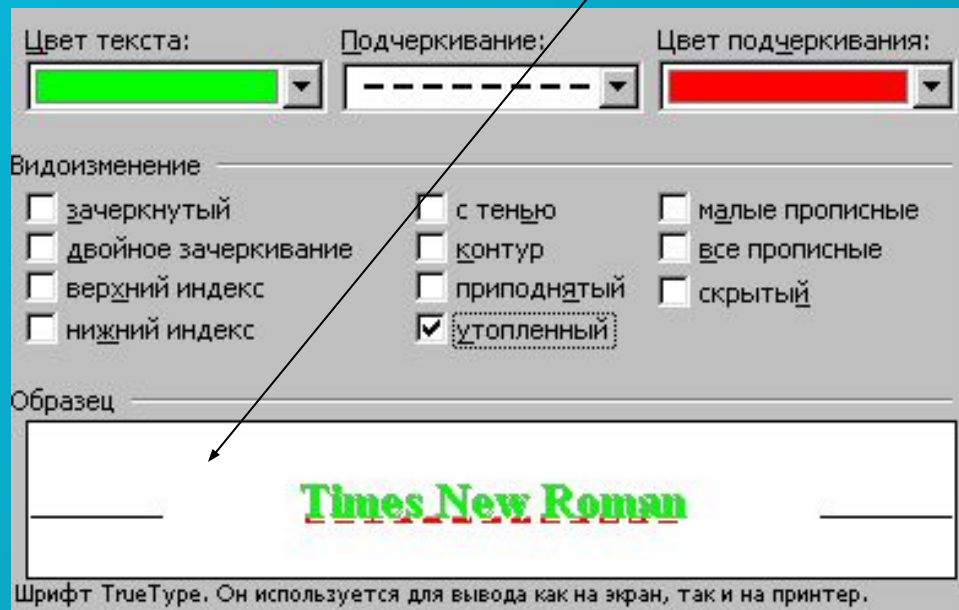 Цвет текста: Подчеркивание: Цвет подчеркивания:
Видоизменение
зачеркнутый с тенью малые прописные
двойное зачеркивание контур все прописные
верхний индекс приподнятый скрытый
нижний индекс утопленный
Образец
Times New Roman
Шрифт TrueType. Он используется для вывода как на экран, так и на принтер.